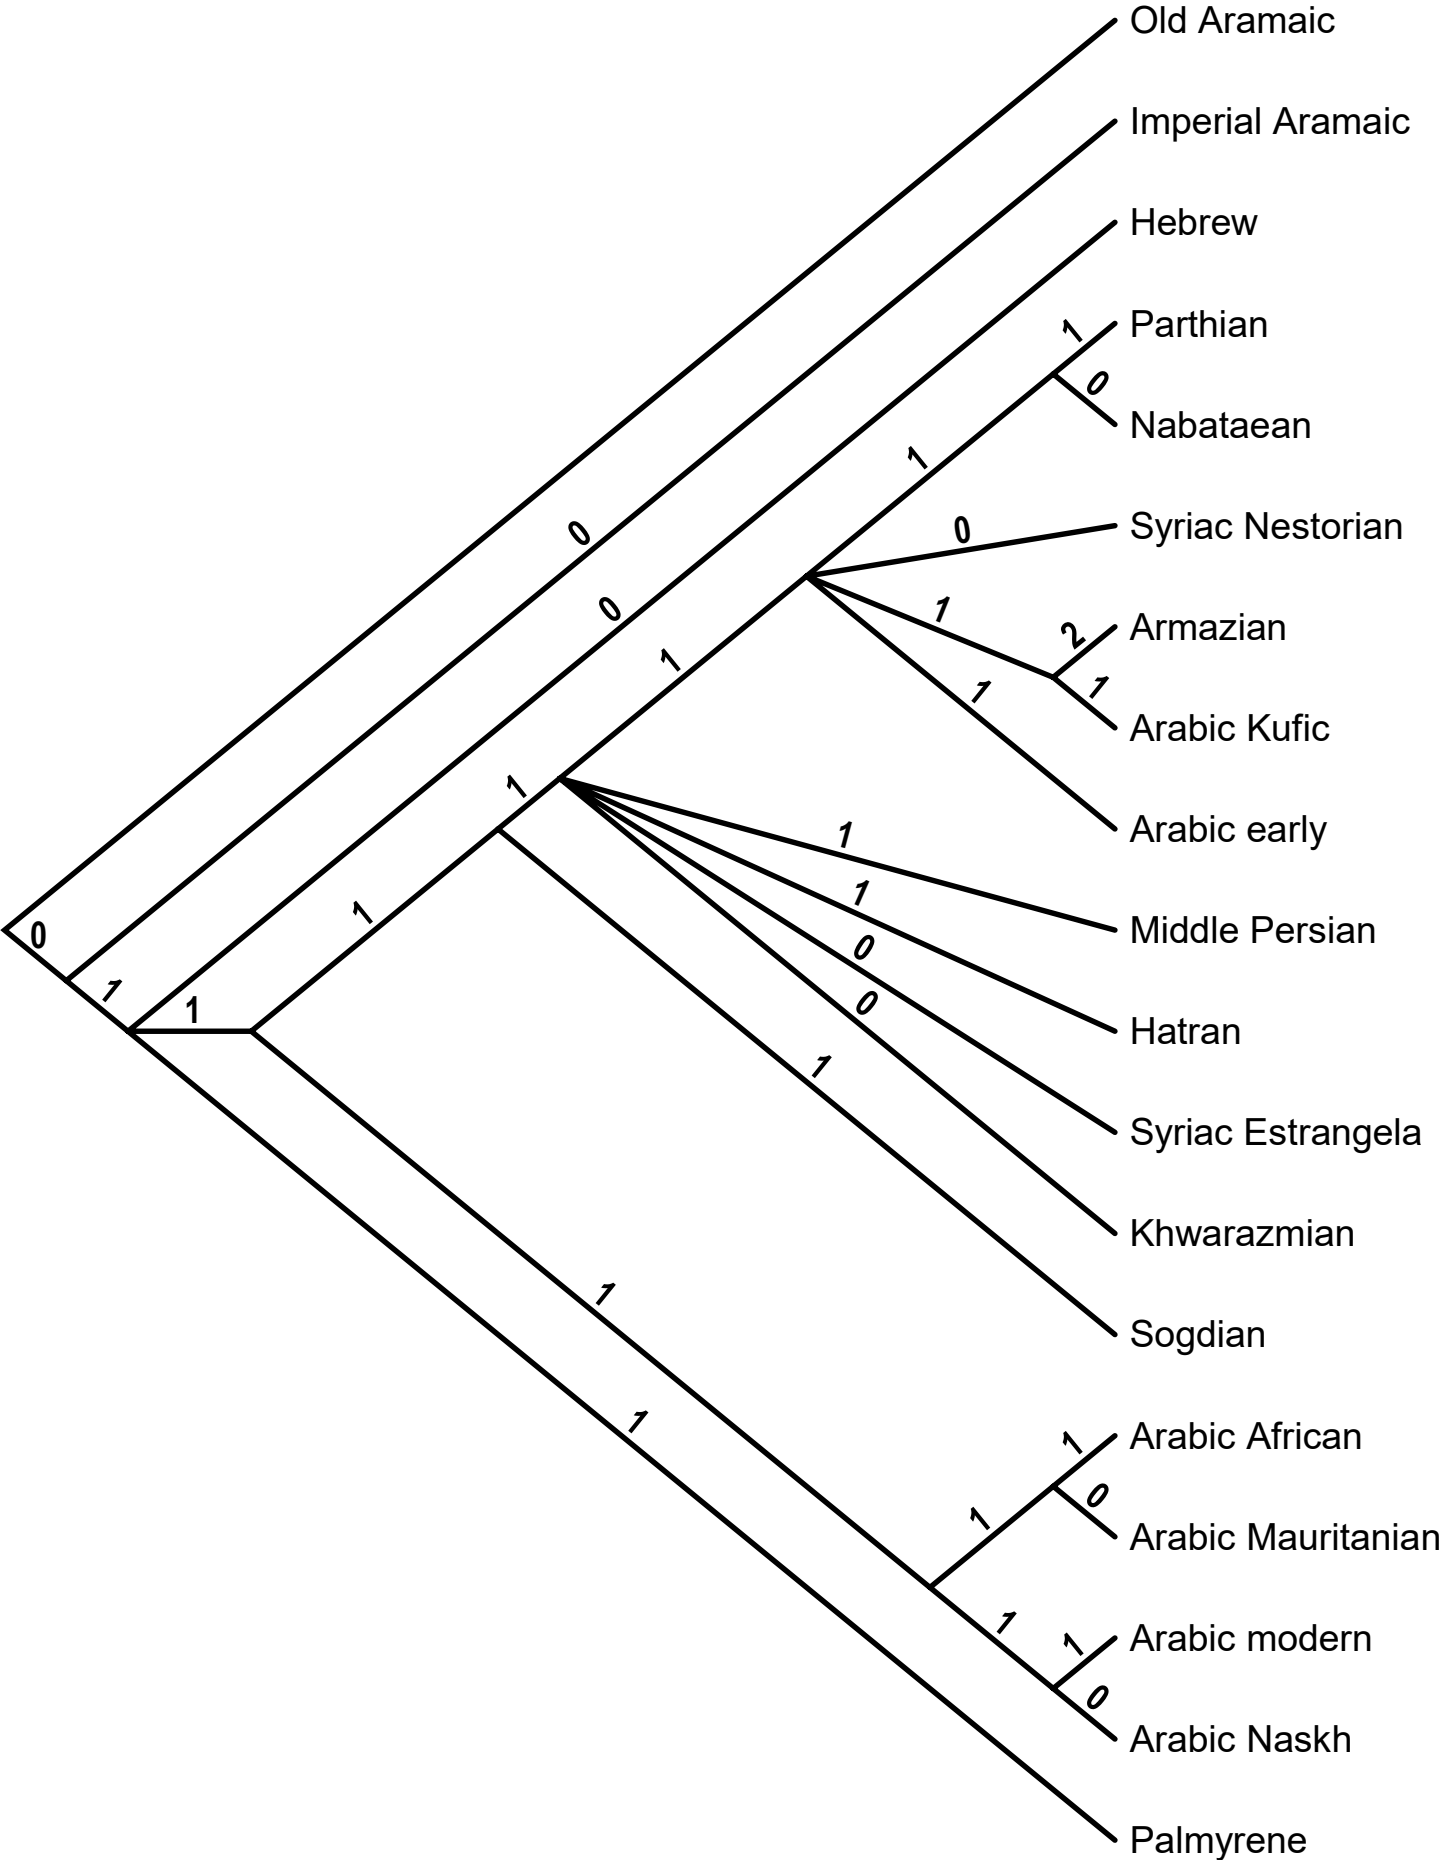 Old Aramaic
Imperial Aramaic
Hebrew
1 Parthian
0
Nabataean
1
0 Syriac Nestorian
0
1
2 Armazian
0
1
1
1
Arabic Kufic
1
1
Arabic early
1
1
1
0 Middle Persian
0
1
1
0
Hatran
1
Syriac Estrangela
Khwarazmian
1
Sogdian
1
1 Arabic African
0
1
Arabic Mauritanian
1
1 Arabic modern
0
Arabic Naskh
Palmyrene